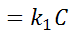 = k₁C